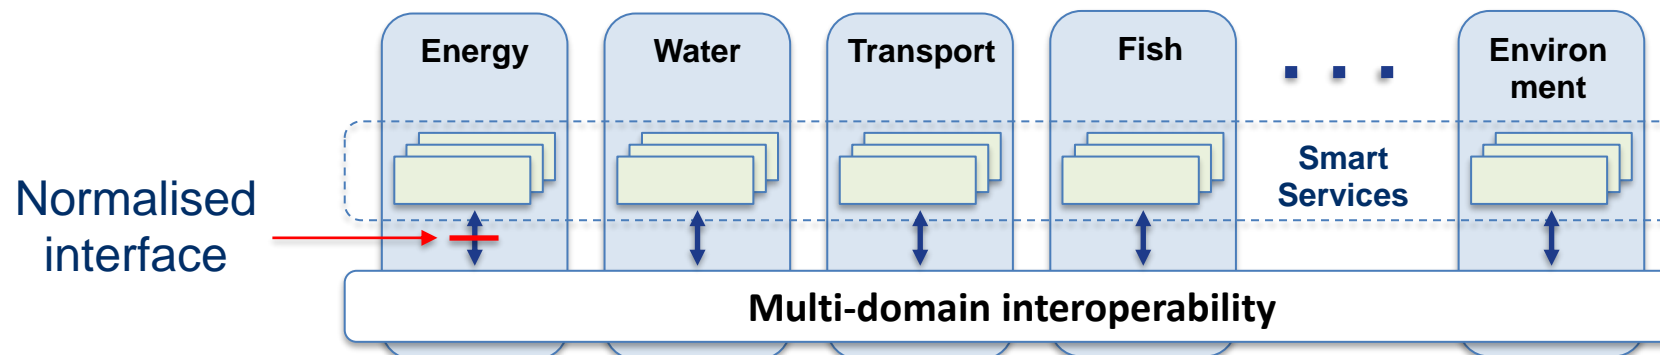 Energy
Water
Transport
Fish
Environ
ment
Smart
Services
Normalised
interface
Multi-domain interoperability